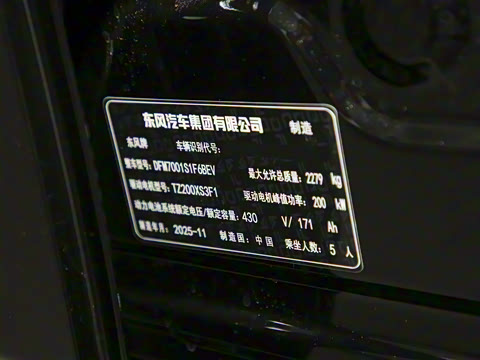 东风汽车集团有限公司 制造
东风牌 车辆识别代号:
整车型号: DFM7001S1F6BEV 最大允许总质量: 2279 kg
驱动电机型号: TZ200XS3F1 驱动电机峰值功率: 200 kW
动力电池系统额定电压/额定容量: 430 V/ 171 Ah
制造年月: 2025-11 制造国: 中国 乘坐人数: 5 人